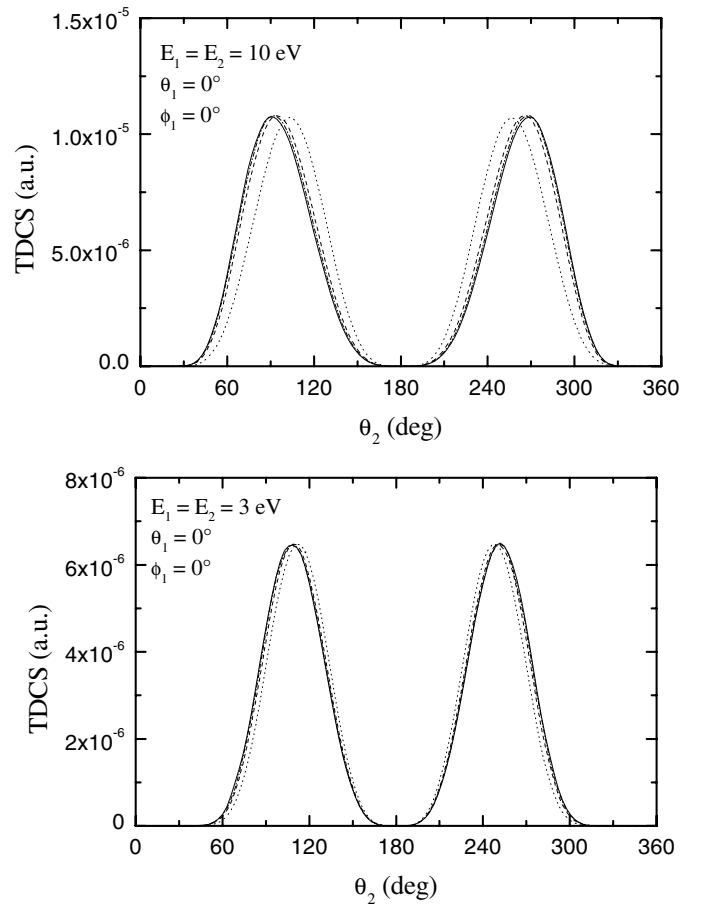 1.5x10⁻⁵
E₁ = E₂ = 10 eV
θ₁ = 0°
ϕ₁ = 0°
1.0x10⁻⁵
TDCS (a.u.)
5.0x10⁻⁶
0.0
0 60 120 180 240 300 360
θ₂ (deg)
8x10⁻⁶
E₁ = E₂ = 3 eV
θ₁ = 0°
ϕ₁ = 0°
6x10⁻⁶
TDCS (a.u.)
4x10⁻⁶
2x10⁻⁶
0
0 60 120 180 240 300 360
θ₂ (deg)